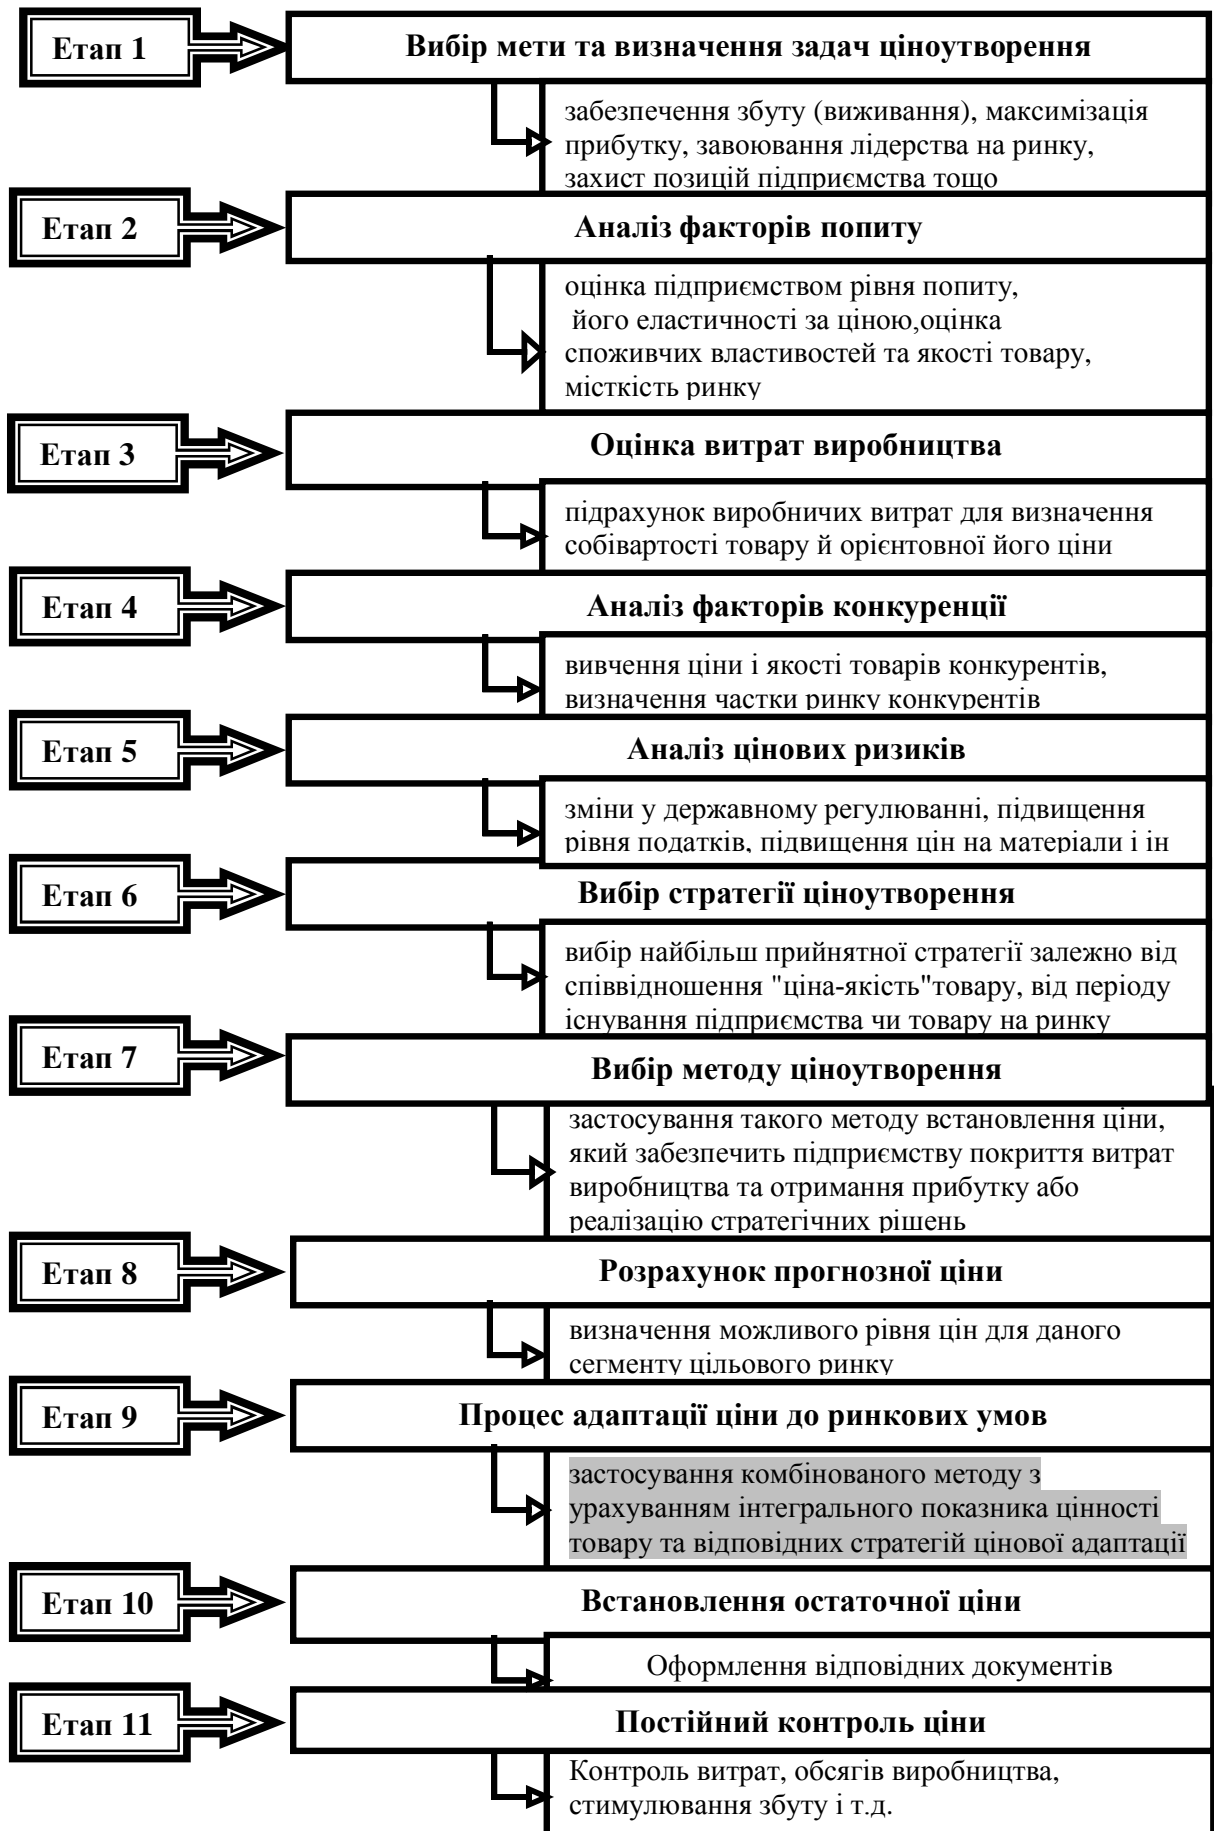 Етап 1
Вибір мети та визначення задач ціноутворення
забезпечення збуту (виживання), максимізація
прибутку, завоювання лідерства на ринку,
захист позицій підприємства тощо
Етап 2
Аналіз факторів попиту
оцінка підприємством рівня попиту,
його еластичності за ціною,оцінка
споживчих властивостей та якості товару,
місткість ринку
Етап 3
Оцінка витрат виробництва
підрахунок виробничих витрат для визначення
собівартості товару й орієнтовної його ціни
Етап 4
Аналіз факторів конкуренції
вивчення ціни і якості товарів конкурентів,
визначення частки ринку конкурентів
Етап 5
Аналіз цінових ризиків
зміни у державному регулюванні, підвищення
рівня податків, підвищення цін на матеріали і ін
Етап 6
Вибір стратегії ціноутворення
вибір найбільш прийнятної стратегії залежно від
співвідношення "ціна-якість"товару, від періоду
існування підприємства чи товару на ринку
Етап 7
Вибір методу ціноутворення
застосування такого методу встановлення ціни,
який забезпечить підприємству покриття витрат
виробництва та отримання прибутку або
реалізацію стратегічних рішень
Етап 8
Розрахунок прогнозної ціни
визначення можливого рівня цін для даного
сегменту цільового ринку
Етап 9
Процес адаптації ціни до ринкових умов
застосування комбінованого методу з
урахуванням інтегрального показника цінності
товару та відповідних стратегій цінової адаптації
Етап 10
Встановлення остаточної ціни
Оформлення відповідних документів
Етап 11
Постійний контроль ціни
Контроль витрат, обсягів виробництва,
стимулювання збуту і т.д.